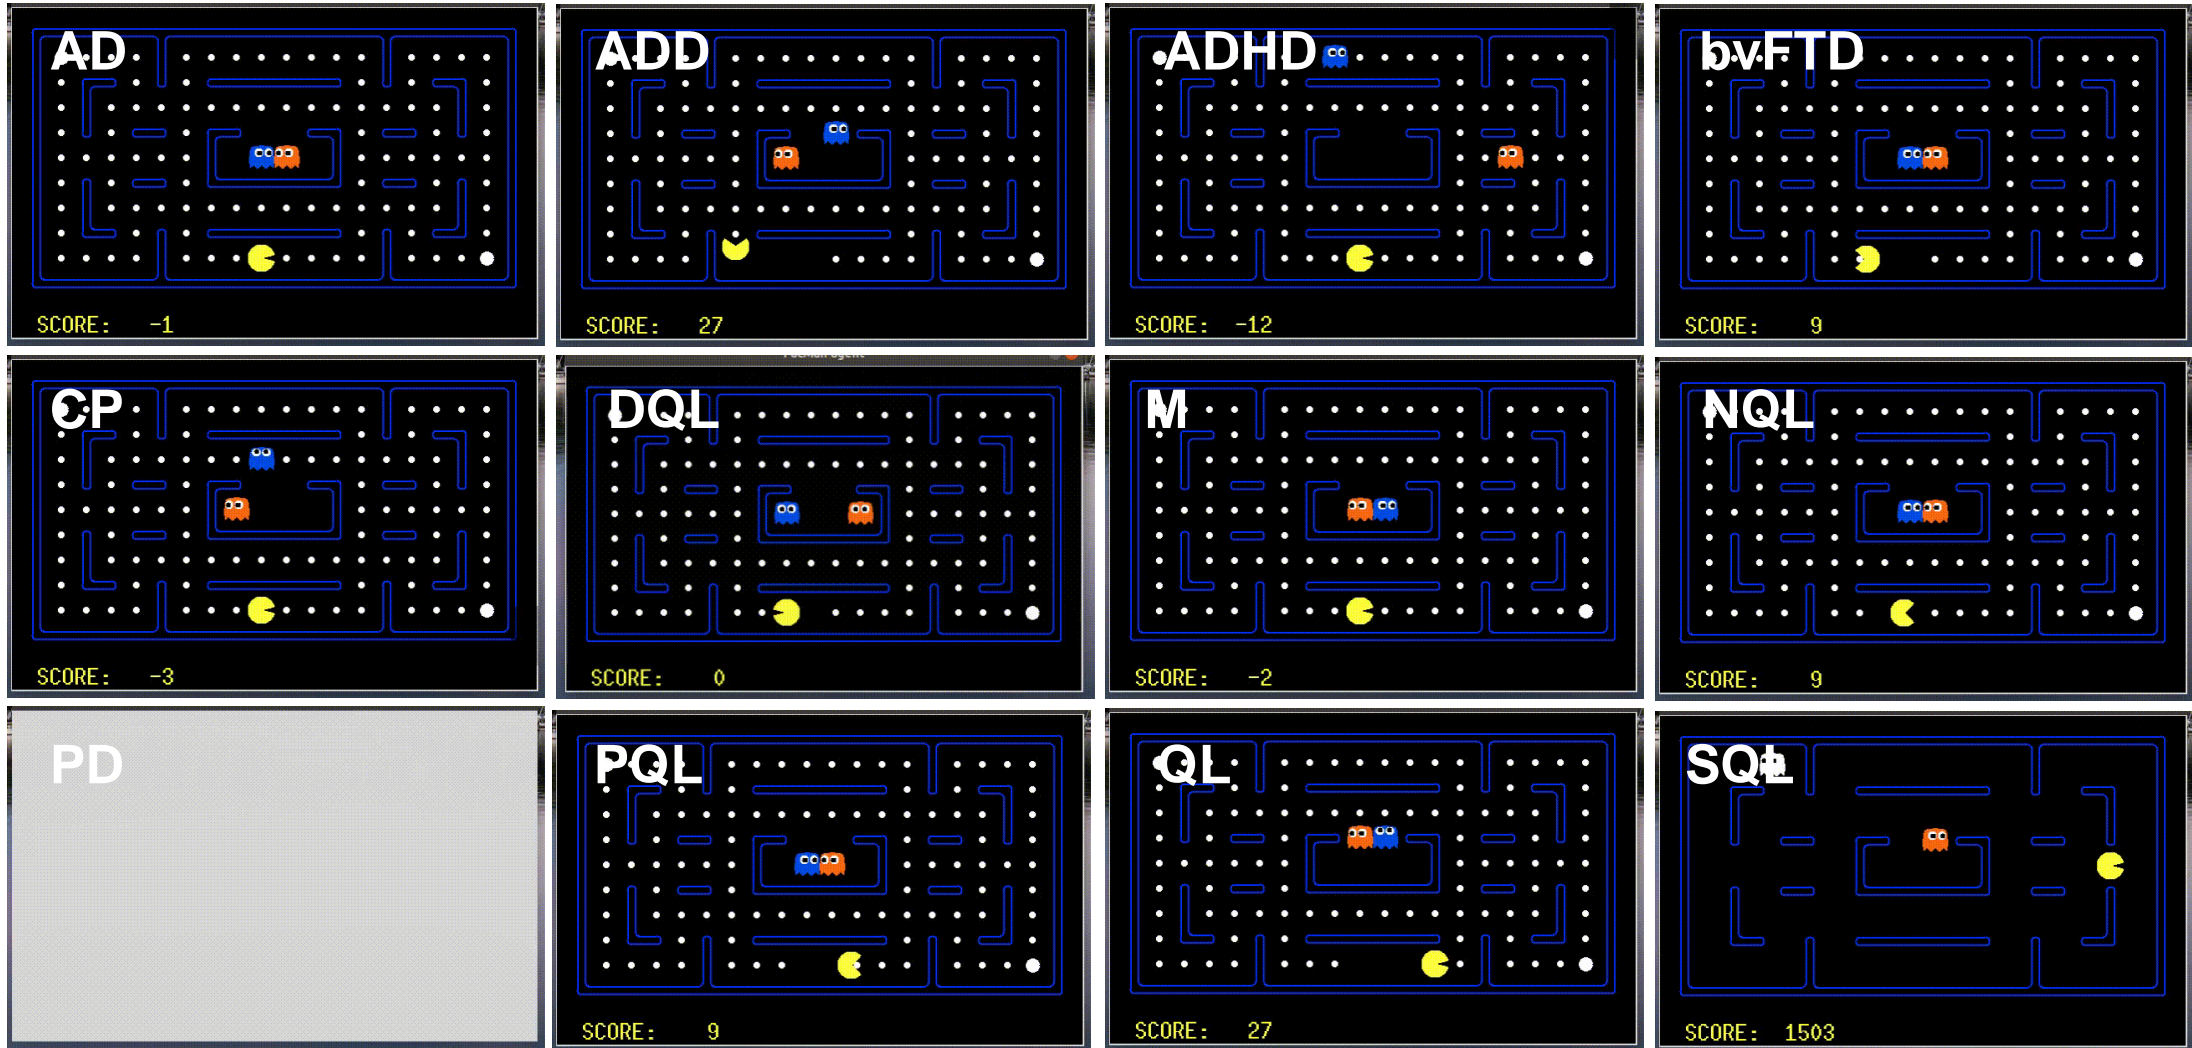 AD
ADD
ADHD
bvFTD
SCORE: -1
SCORE: 27
SCORE: -12
SCORE: 9
CP
DQL
M
NQL
SCORE: -3
SCORE: 0
SCORE: -2
SCORE: 9
PD
PQL
QL
SQL
SCORE: 9
SCORE: 27
SCORE: 1503